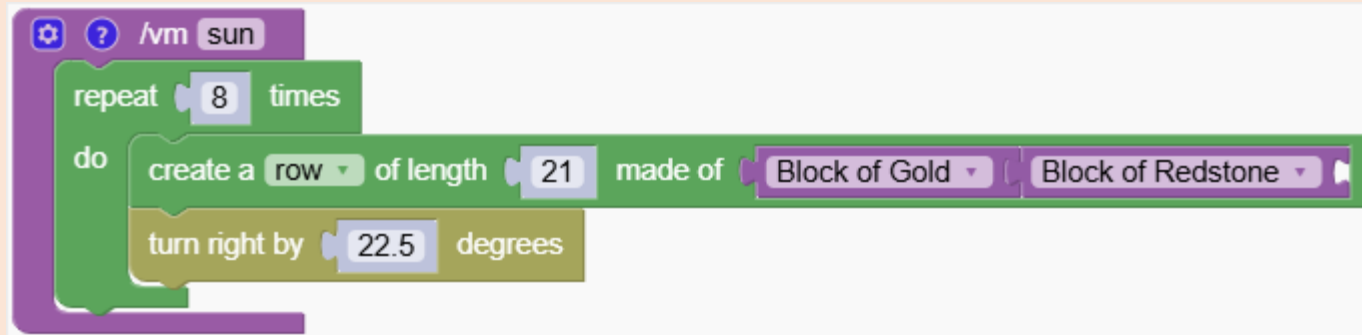 ? /vm sun
repeat 8 times
do create a row of length 21 made of Block of Gold Block of Redstone
turn right by 22.5 degrees